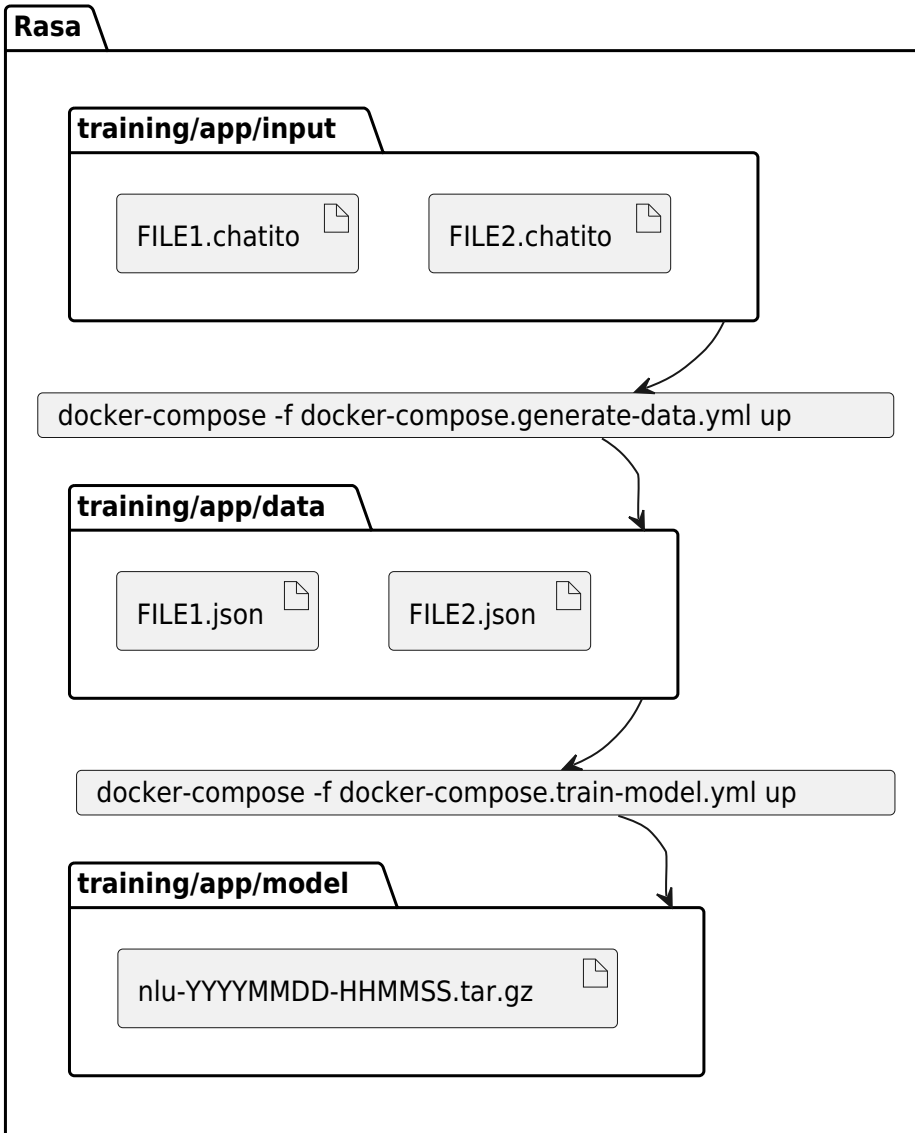 Rasa
training/app/input
FILE1.chatito
FILE2.chatito
docker-compose -f docker-compose.generate-data.yml up
training/app/data
FILE1.json
FILE2.json
docker-compose -f docker-compose.train-model.yml up
training/app/model
nlu-YYYYMMDD-HHMMSS.tar.gz